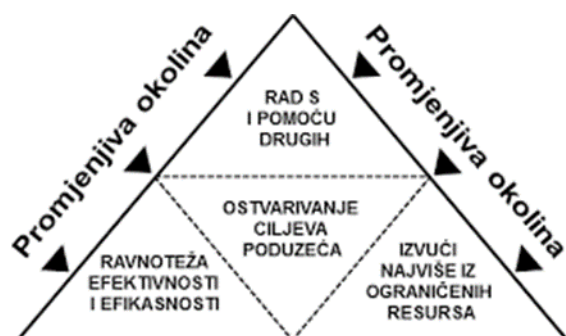 Promjenjiva okolina
Promjenjiva okolina
RAD S
I POMOĆU
DRUGIH
OSTVARIVANJE
CILJEVA
PODUZEĆA
RAVNOTEŽA
EFEKTIVNOSTI
I EFIKASNOSTI
IZVUĆI
NAJVIŠE IZ
OGRANIČENIH
RESURSA